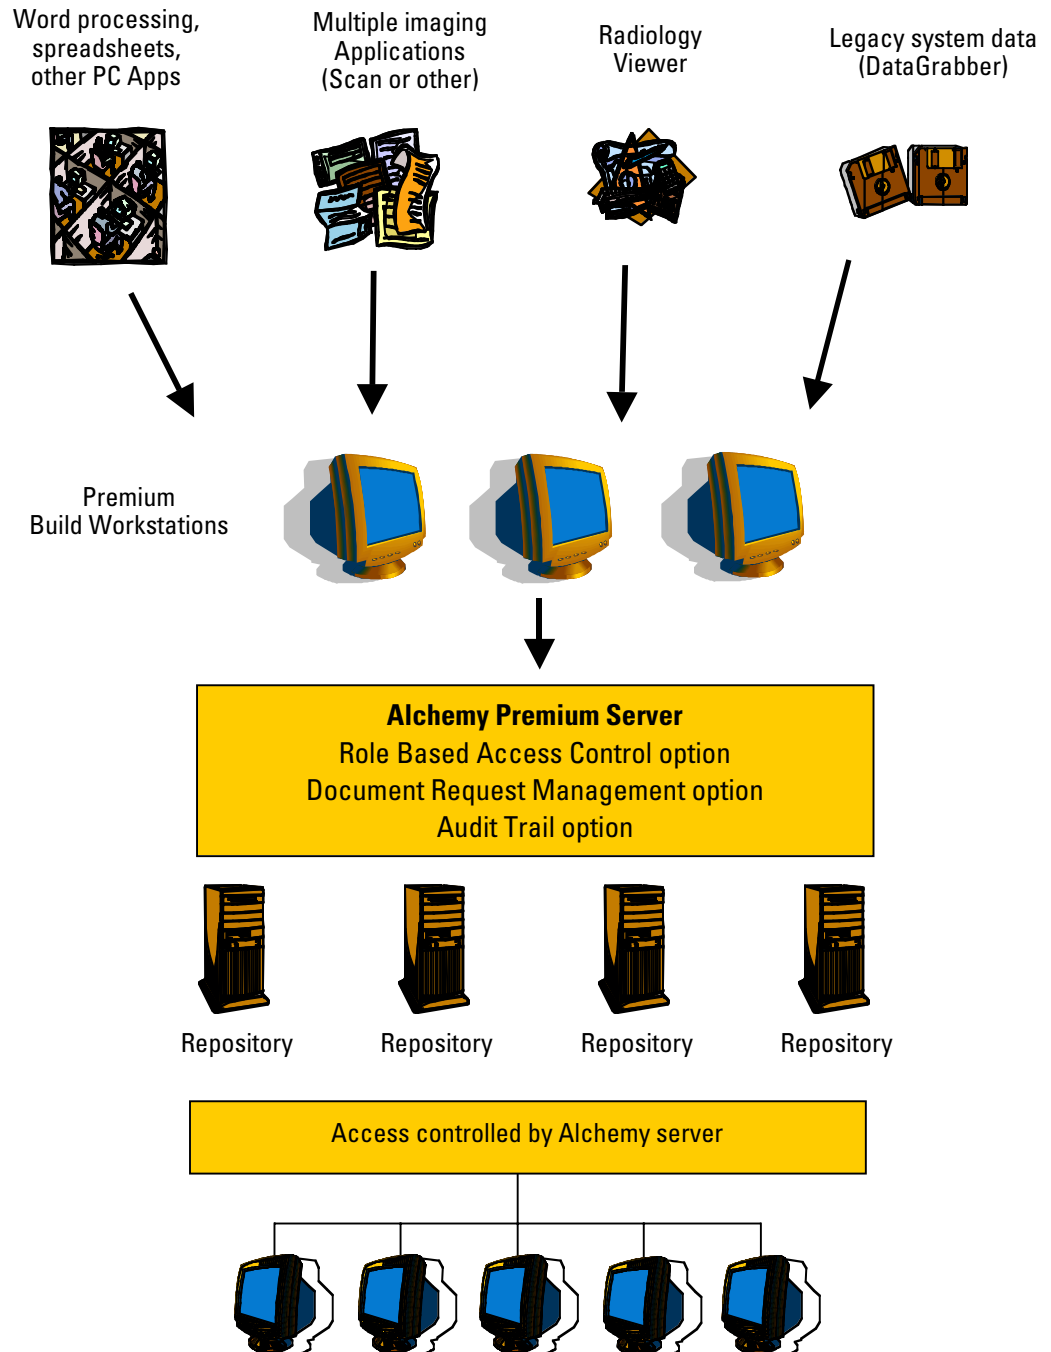 Word processing,
spreadsheets,
other PC Apps
Multiple imaging
Applications
(Scan or other)
Radiology
Viewer
Legacy system data
(DataGrabber)
Premium
Build Workstations
Alchemy Premium Server
Role Based Access Control option
Document Request Management option
Audit Trail option
Repository
Repository
Repository
Repository
Access controlled by Alchemy server